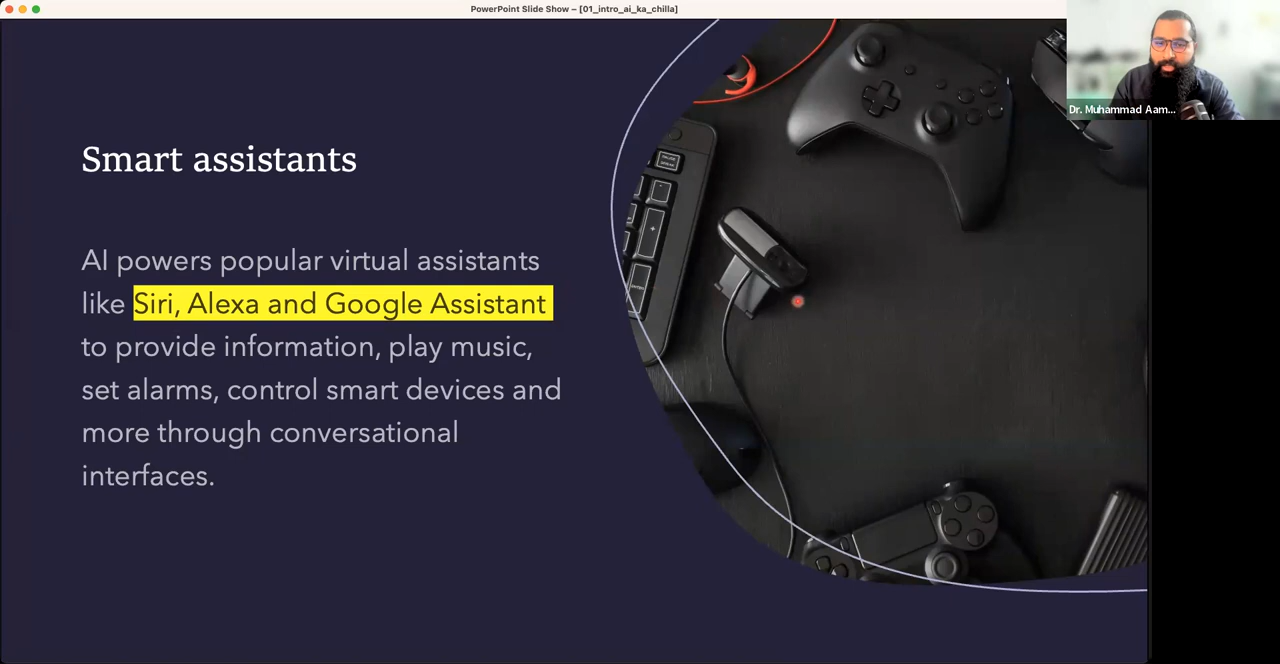 PowerPoint Slide Show – [01_intro_ai_ka_chilla]
Dr. Muhammad Aam...
Smart assistants
AI powers popular virtual assistants
like Siri, Alexa and Google Assistant
to provide information, play music,
set alarms, control smart devices and
more through conversational
interfaces.